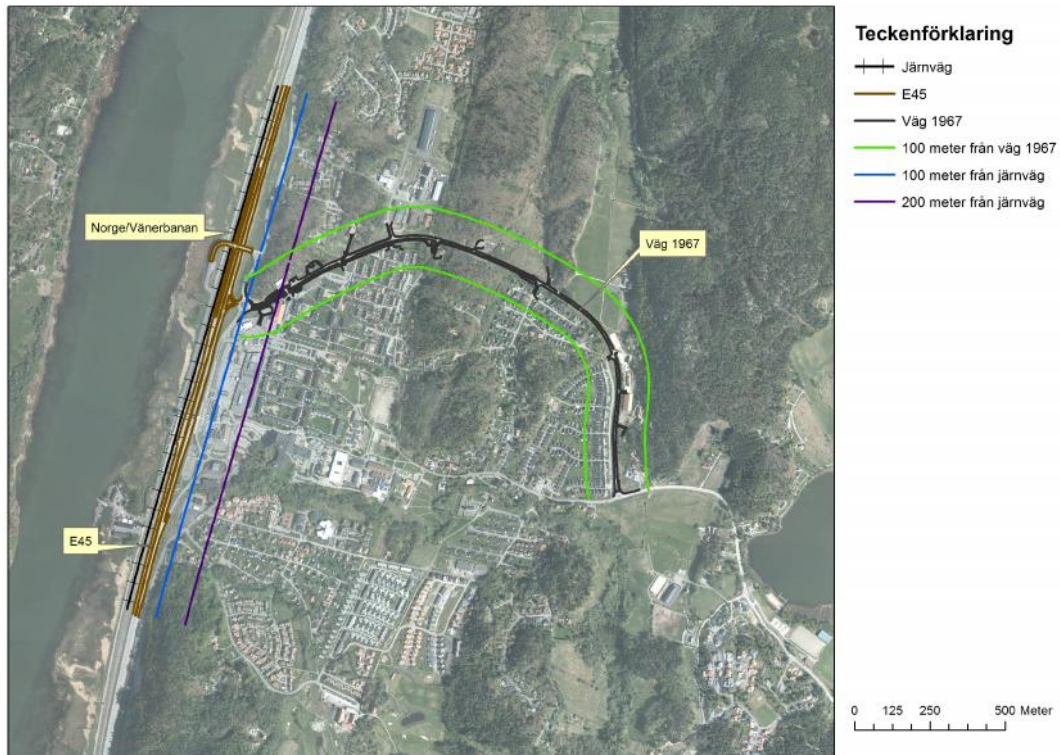 Teckenförklaring
Järnväg
E45
Väg 1967
100 meter från väg 1967
100 meter från järnväg
200 meter från järnväg
Norge/Vänerbanan
Väg 1967
E45
0 125 250 500 Meter